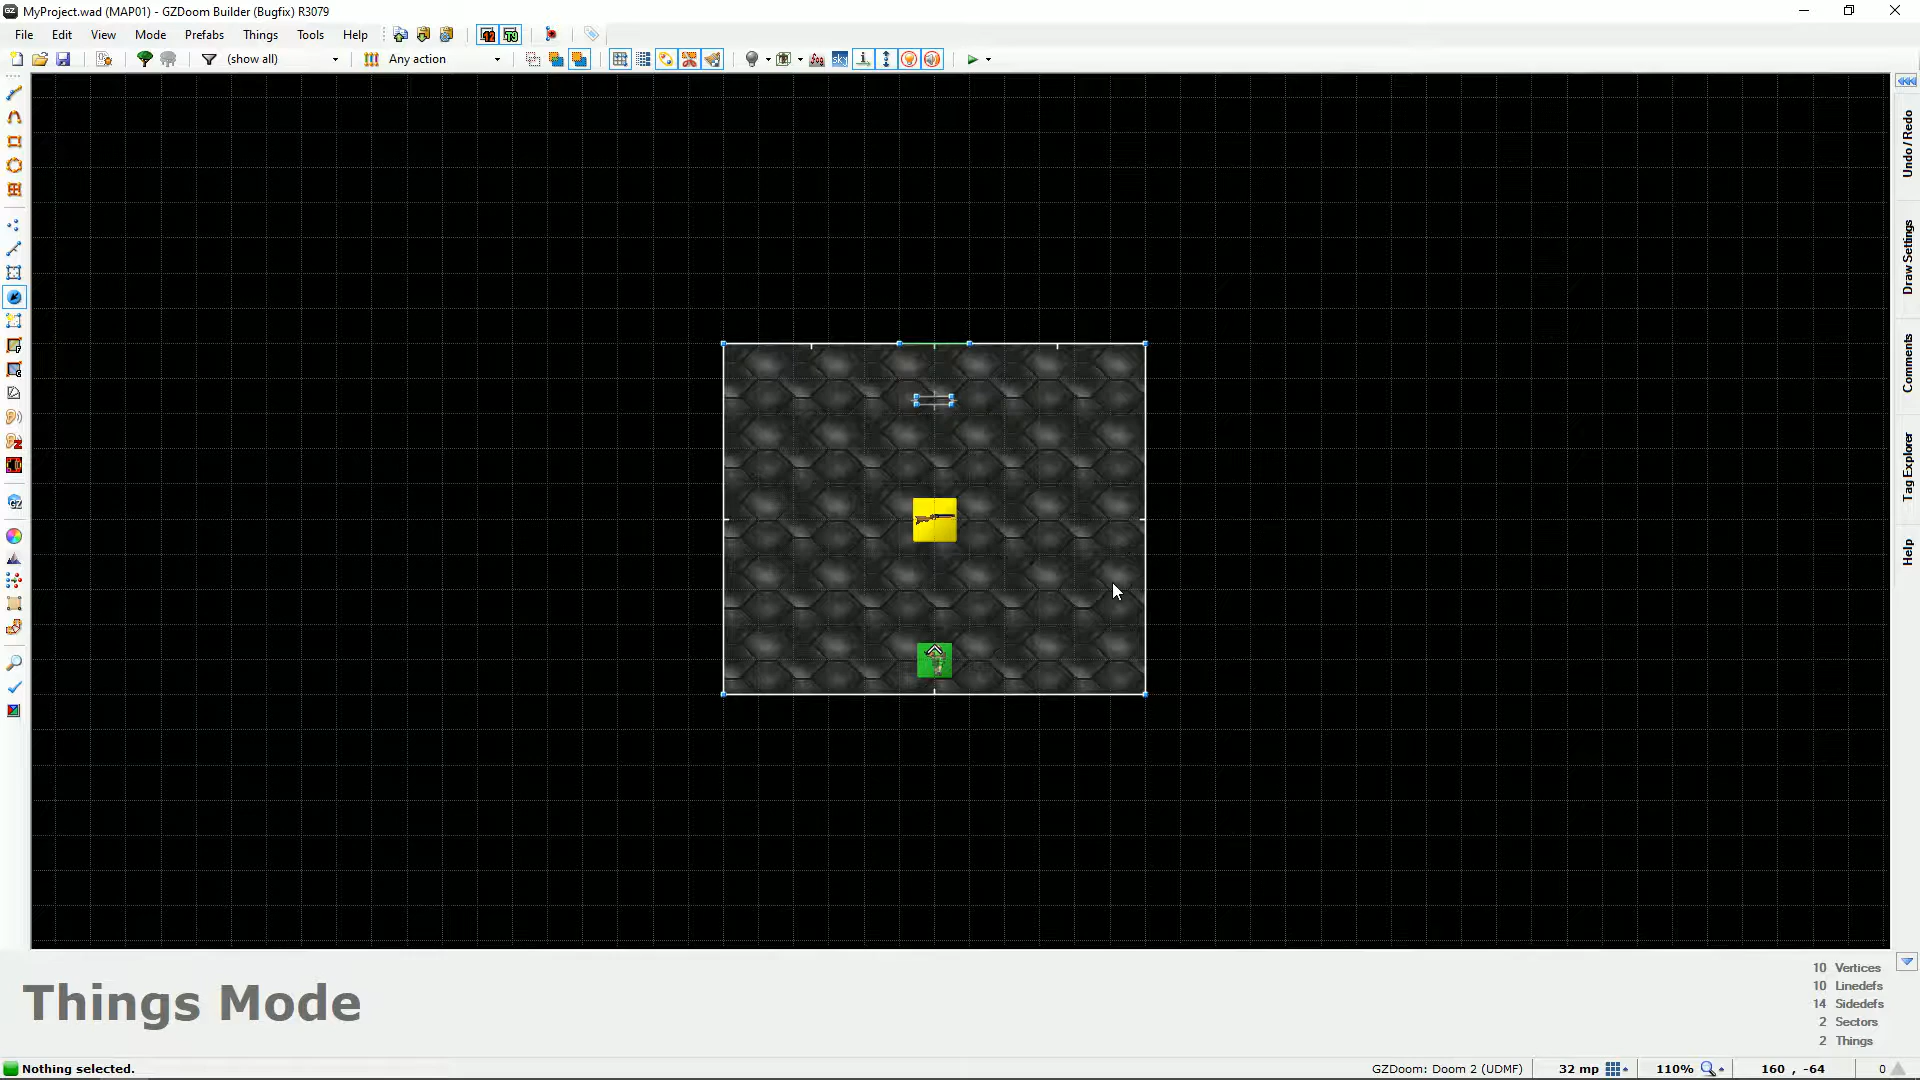 MyProject.wad (MAP01) - GZDoom Builder (Bugfix) R3079
File Edit View Mode Prefabs Things Tools Help
(show all) Any action
Undo / Redo
Draw Settings
Comments
Tag Explorer
Help
Things Mode
10 Vertices
10 Linedefs
14 Sidedefs
2 Sectors
2 Things
Nothing selected. GZDoom: Doom 2 (UDMF) 32 mp 110% 160 , -64 0